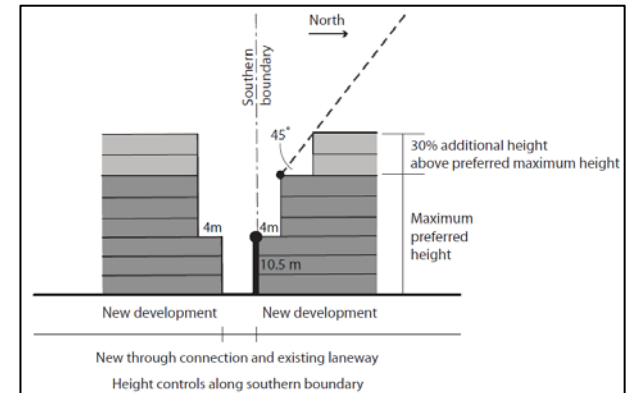 North
Southern
boundary
45°
30% additional height
above preferred maximum height
4m
4m
Maximum
preferred
height
10.5 m
New development
New development
New through connection and existing laneway
Height controls along southern boundary